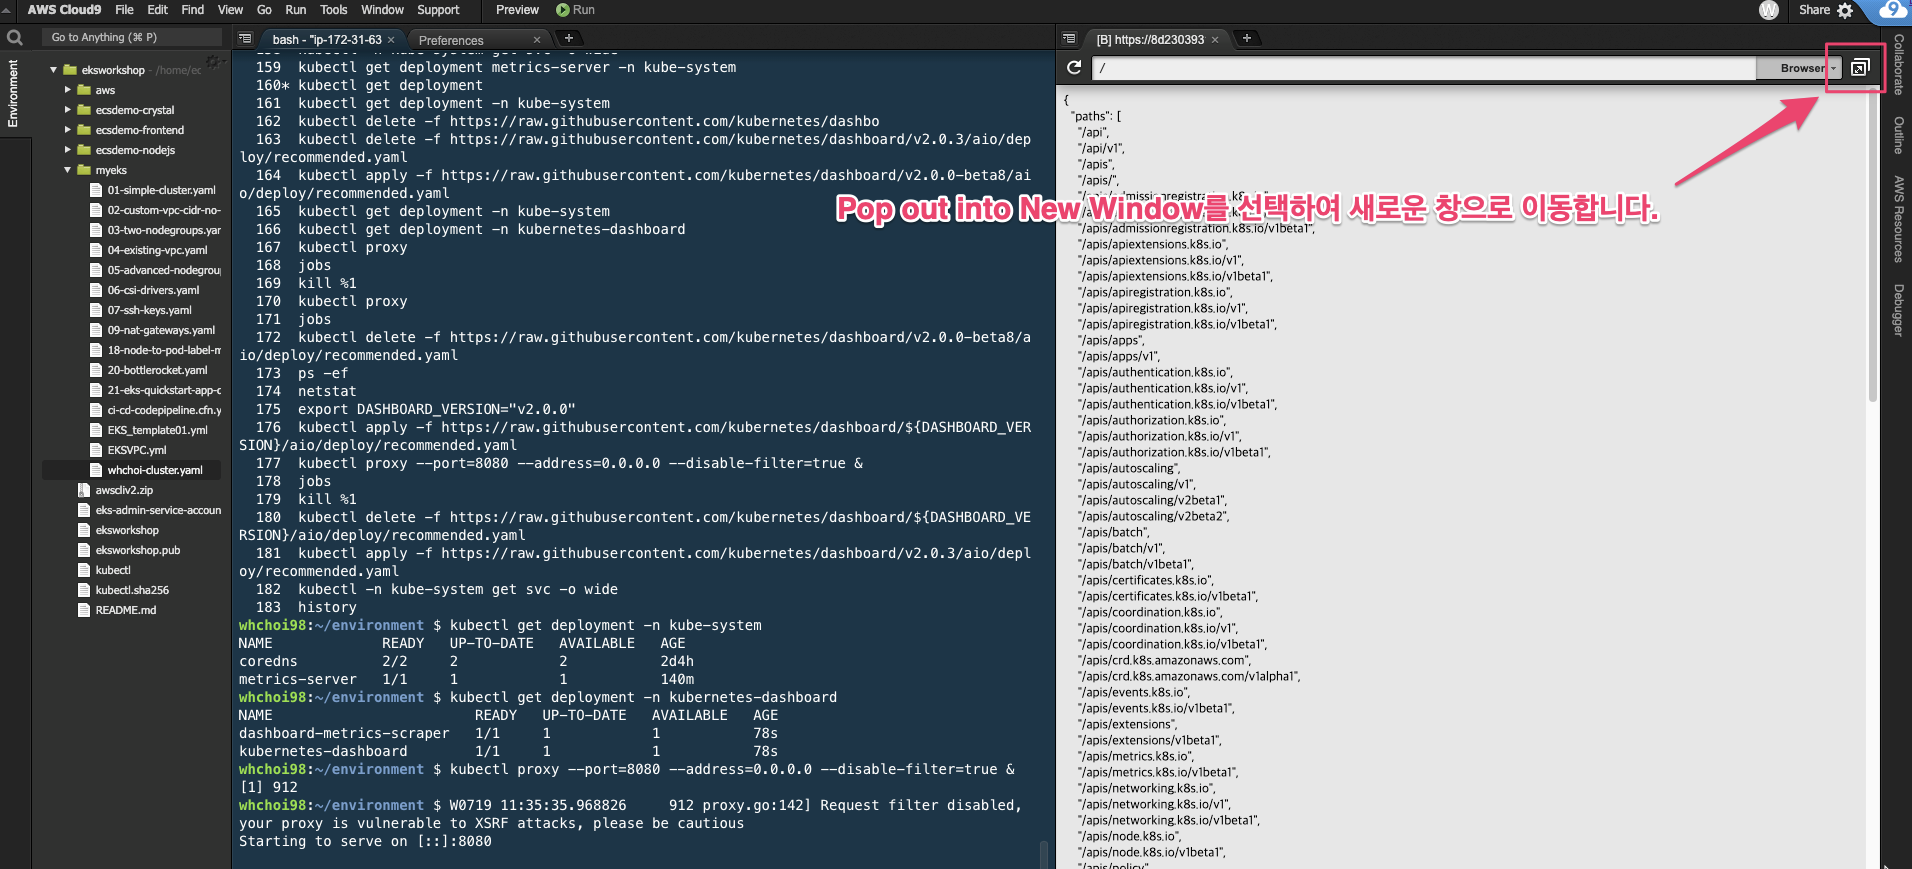 AWS Cloud9 File Edit Find View Go Run Tools Window Support Preview Run W Share 9
Go to Anything (⌘ P)
Environment
eksworkshop - /home/ec
aws
ecsdemo-crystal
ecsdemo-frontend
ecsdemo-nodejs
myeks
01-simple-cluster.yaml
02-custom-vpc-cidr-no-
03-two-nodegroups.yar
04-existing-vpc.yaml
05-advanced-nodegrou
06-csi-drivers.yaml
07-ssh-keys.yaml
09-nat-gateways.yaml
18-node-to-pod-label-m
20-bottlerocket.yaml
21-eks-quickstart-app-c
ci-cd-codepipeline.cfn.y
EKS_template01.yml
EKSVPC.yml
whchoi-cluster.yaml
awscliv2.zip
eks-admin-service-accoun
eksworkshop
eksworkshop.pub
kubectl
kubectl.sha256
README.md
bash - "ip-172-31-63 × Preferences ×
159 kubectl get deployment metrics-server -n kube-system
160* kubectl get deployment
161 kubectl get deployment -n kube-system
162 kubectl delete -f https://raw.githubusercontent.com/kubernetes/dashbo
163 kubectl delete -f https://raw.githubusercontent.com/kubernetes/dashboard/v2.0.3/aio/dep
loy/recommended.yaml
164 kubectl apply -f https://raw.githubusercontent.com/kubernetes/dashboard/v2.0.0-beta8/ai
o/deploy/recommended.yaml
165 kubectl get deployment -n kube-system
166 kubectl get deployment -n kubernetes-dashboard
167 kubectl proxy
168 jobs
169 kill %1
170 kubectl proxy
171 jobs
172 kubectl delete -f https://raw.githubusercontent.com/kubernetes/dashboard/v2.0.0-beta8/a
io/deploy/recommended.yaml
173 ps -ef
174 netstat
175 export DASHBOARD_VERSION="v2.0.0"
176 kubectl apply -f https://raw.githubusercontent.com/kubernetes/dashboard/${DASHBOARD_VER
SION}/aio/deploy/recommended.yaml
177 kubectl proxy --port=8080 --address=0.0.0.0 --disable-filter=true &
178 jobs
179 kill %1
180 kubectl delete -f https://raw.githubusercontent.com/kubernetes/dashboard/${DASHBOARD_VE
RSION}/aio/deploy/recommended.yaml
181 kubectl apply -f https://raw.githubusercontent.com/kubernetes/dashboard/v2.0.3/aio/depl
oy/recommended.yaml
182 kubectl -n kube-system get svc -o wide
183 history
whchoi98:~/environment $ kubectl get deployment -n kube-system
NAME READY UP-TO-DATE AVAILABLE AGE
coredns 2/2 2 2 2d4h
metrics-server 1/1 1 1 140m
whchoi98:~/environment $ kubectl get deployment -n kubernetes-dashboard
NAME READY UP-TO-DATE AVAILABLE AGE
dashboard-metrics-scraper 1/1 1 1 78s
kubernetes-dashboard 1/1 1 1 78s
whchoi98:~/environment $ kubectl proxy --port=8080 --address=0.0.0.0 --disable-filter=true &
[1] 912
whchoi98:~/environment $ W0719 11:35:35.968826 912 proxy.go:142] Request filter disabled,
your proxy is vulnerable to XSRF attacks, please be cautious
Starting to serve on [::]:8080
[B] https://8d230393 ×
/ Browser
{
"paths": [
"/api",
"/api/v1",
"/apis",
"/apis/",
Pop out into New Window를 선택하여 새로운 창으로 이동합니다.
"/apis/admissionregistration.k8s.io/v1beta1",
"/apis/apiextensions.k8s.io",
"/apis/apiextensions.k8s.io/v1",
"/apis/apiextensions.k8s.io/v1beta1",
"/apis/apiregistration.k8s.io",
"/apis/apiregistration.k8s.io/v1",
"/apis/apiregistration.k8s.io/v1beta1",
"/apis/apps",
"/apis/apps/v1",
"/apis/authentication.k8s.io",
"/apis/authentication.k8s.io/v1",
"/apis/authentication.k8s.io/v1beta1",
"/apis/authorization.k8s.io",
"/apis/authorization.k8s.io/v1",
"/apis/authorization.k8s.io/v1beta1",
"/apis/autoscaling",
"/apis/autoscaling/v1",
"/apis/autoscaling/v2beta1",
"/apis/autoscaling/v2beta2",
"/apis/batch",
"/apis/batch/v1",
"/apis/batch/v1beta1",
"/apis/certificates.k8s.io",
"/apis/certificates.k8s.io/v1beta1",
"/apis/coordination.k8s.io",
"/apis/coordination.k8s.io/v1",
"/apis/coordination.k8s.io/v1beta1",
"/apis/crd.k8s.amazonaws.com",
"/apis/crd.k8s.amazonaws.com/v1alpha1",
"/apis/events.k8s.io",
"/apis/events.k8s.io/v1beta1",
"/apis/extensions",
"/apis/extensions/v1beta1",
"/apis/metrics.k8s.io",
"/apis/metrics.k8s.io/v1beta1",
"/apis/networking.k8s.io",
"/apis/networking.k8s.io/v1",
"/apis/networking.k8s.io/v1beta1",
"/apis/node.k8s.io",
"/apis/node.k8s.io/v1beta1",
"/apis/policy"
Collaborate
Outline
AWS Resources
Debugger